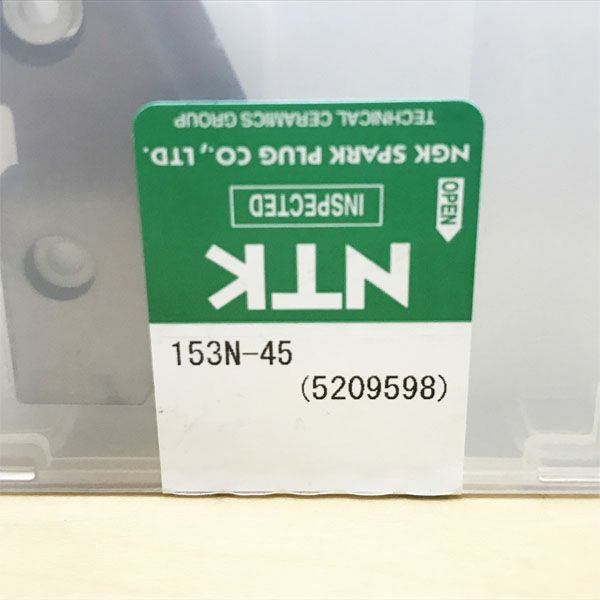 TECHNICAL CERAMICS GROUP
NGK SPARK PLUG CO., LTD.
INSPECTED
OPEN
NTK
153N-45
(5209598)